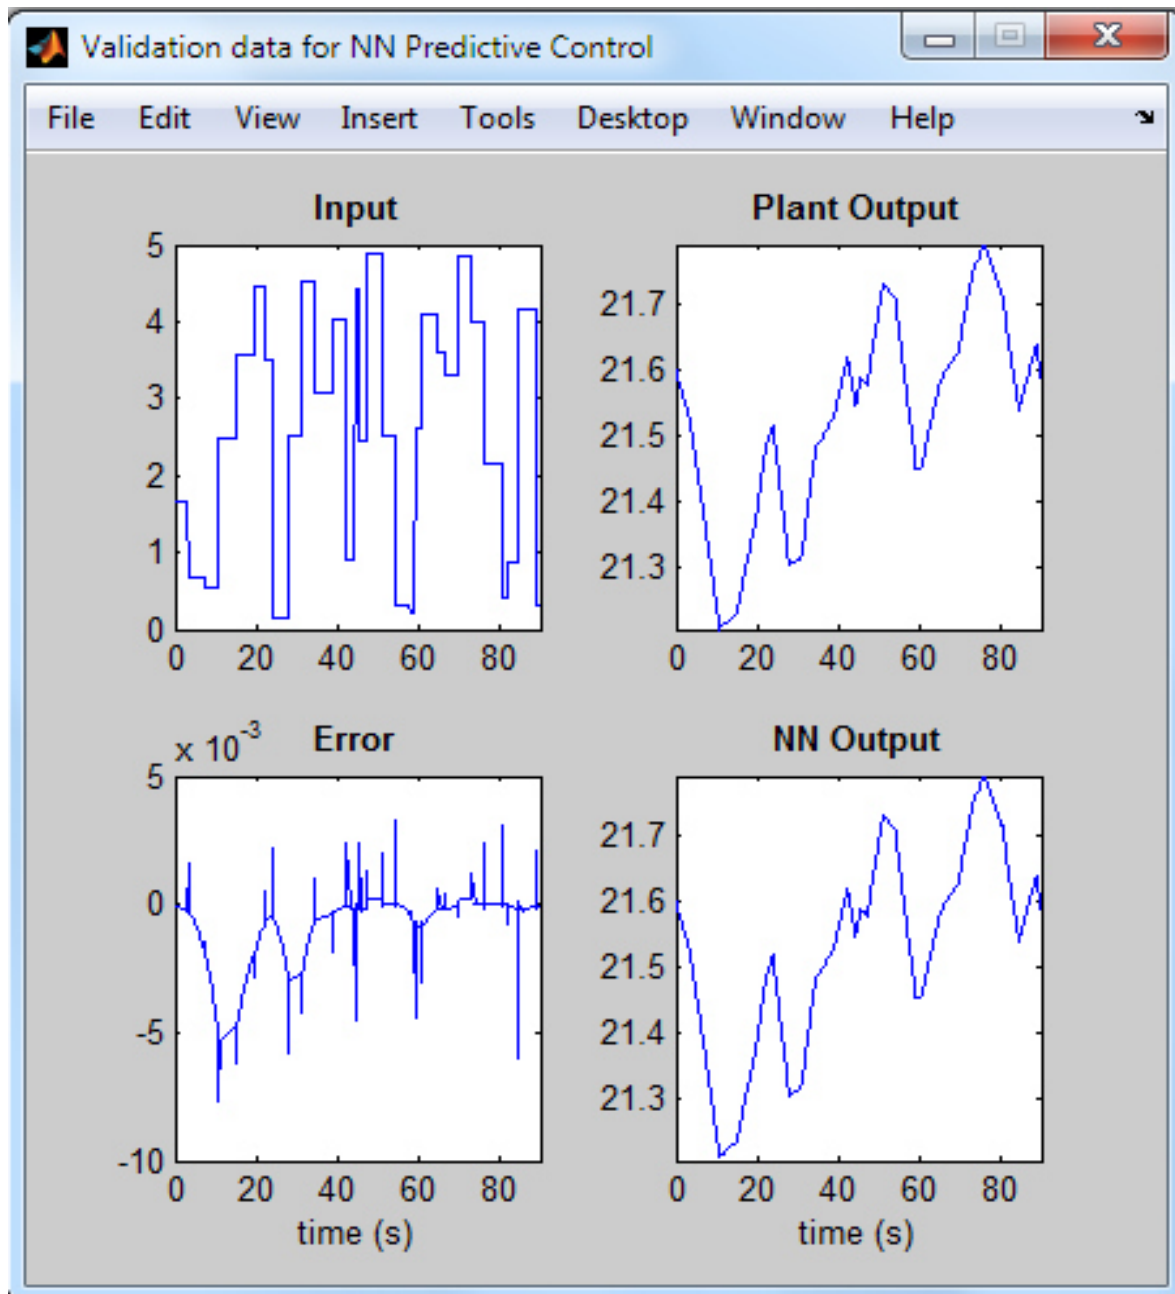 Validation data for NN Predictive Control
File Edit View Insert Tools Desktop Window Help
Input
5
4
3
2
1
0
0 20 40 60 80
Plant Output
21.7
21.6
21.5
21.4
21.3
0 20 40 60 80
x 10^-3
Error
5
0
-5
-10
0 20 40 60 80
time (s)
NN Output
21.7
21.6
21.5
21.4
21.3
0 20 40 60 80
time (s)